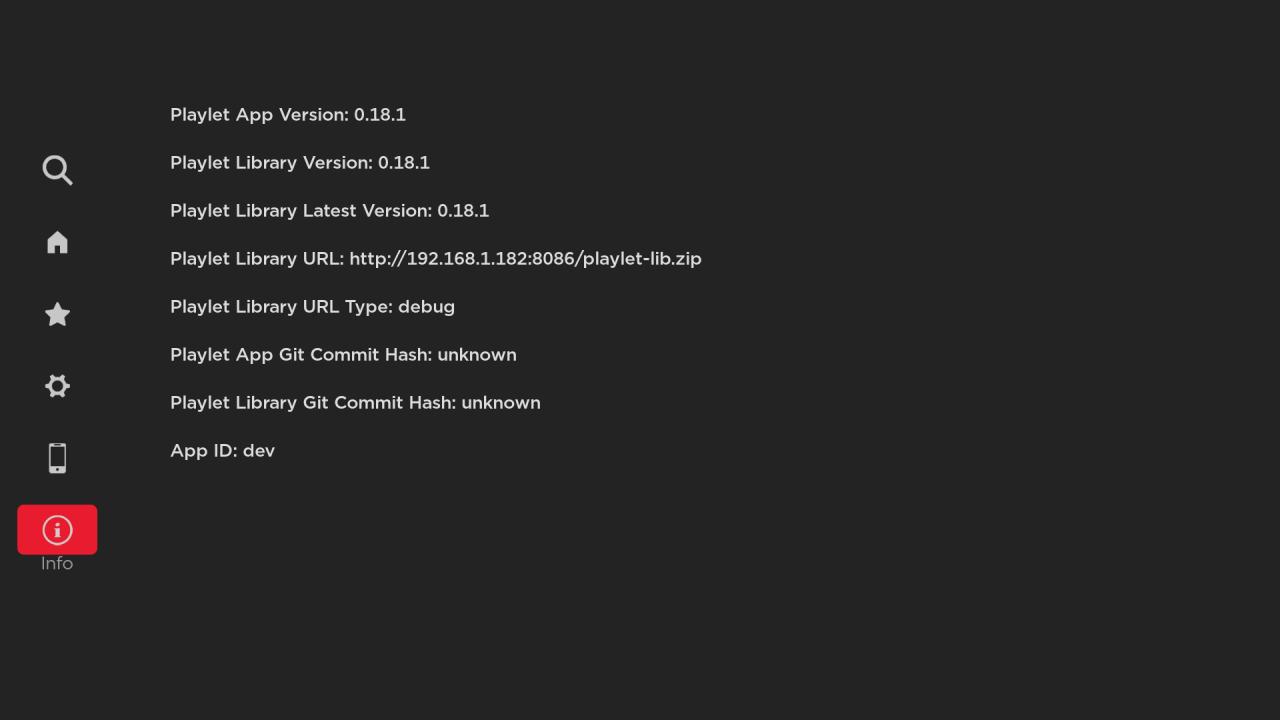 Playlet App Version: 0.18.1
Playlet Library Version: 0.18.1
Playlet Library Latest Version: 0.18.1
Playlet Library URL: http://192.168.1.182:8086/playlet-lib.zip
Playlet Library URL Type: debug
Playlet App Git Commit Hash: unknown
Playlet Library Git Commit Hash: unknown
App ID: dev
Info